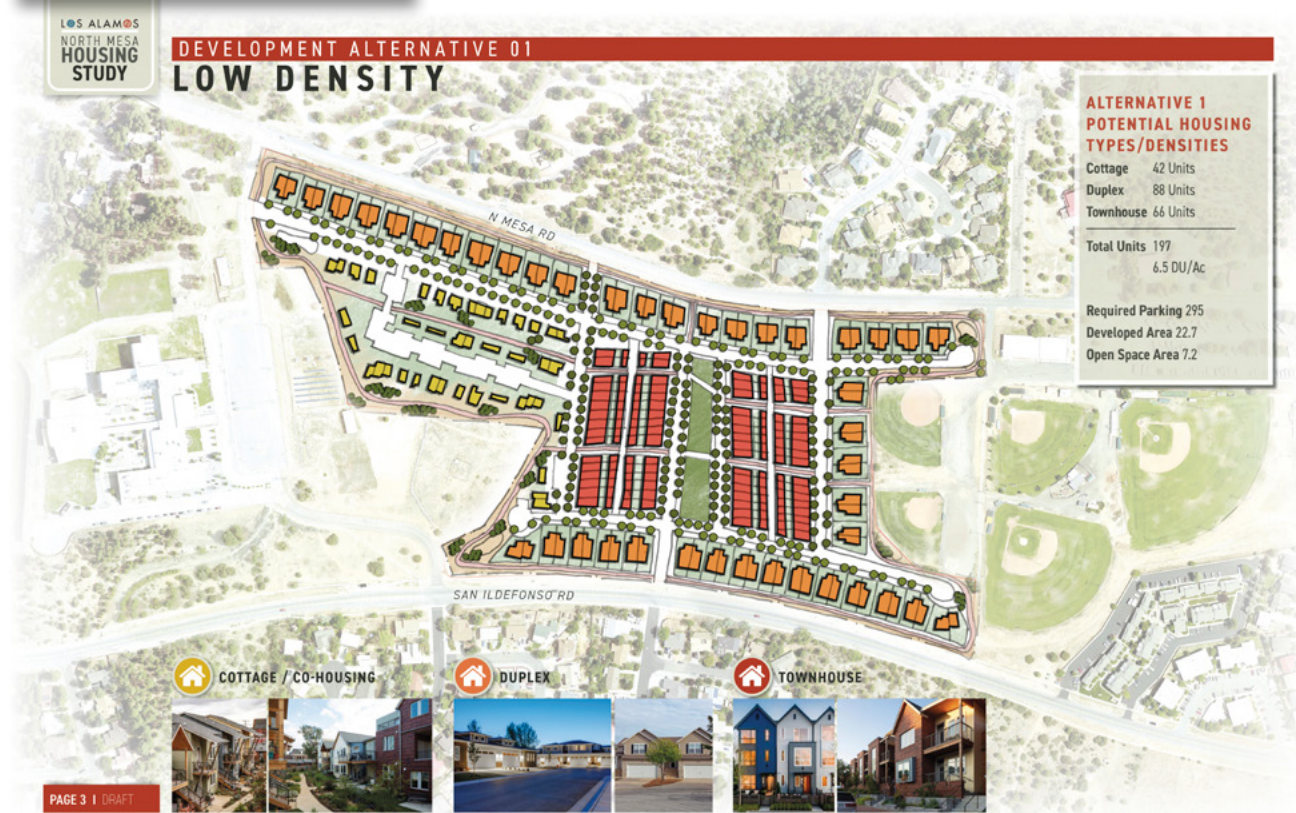 LOS ALAMOS
NORTH MESA
HOUSING
STUDY
DEVELOPMENT ALTERNATIVE 01
LOW DENSITY
ALTERNATIVE 1
POTENTIAL HOUSING
TYPES/DENSITIES
Cottage 42 Units
Duplex 88 Units
Townhouse 66 Units
Total Units 197
6.5 DU/Ac
Required Parking 295
Developed Area 22.7
Open Space Area 7.2
N MESA RD
SAN ILDEFONSO RD
COTTAGE / CO-HOUSING
DUPLEX
TOWNHOUSE
PAGE 3 | DRAFT